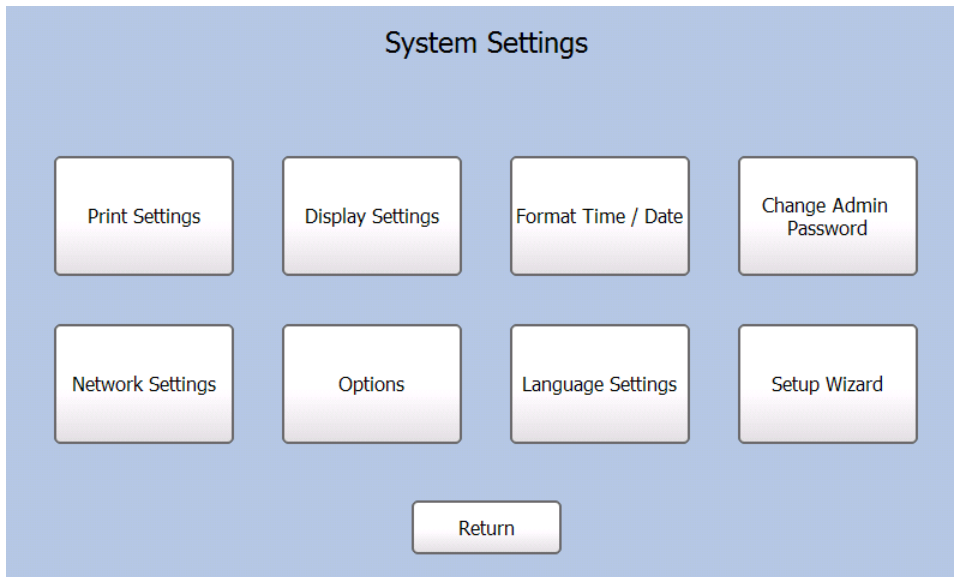 System Settings
Print Settings
Display Settings
Format Time / Date
Change Admin
Password
Network Settings
Options
Language Settings
Setup Wizard
Return